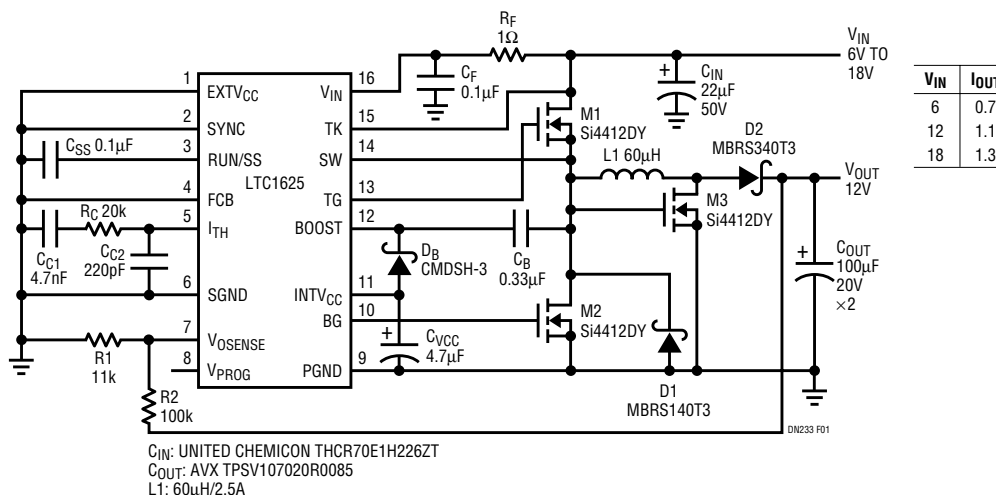 RF
1Ω
VIN
6V TO
18V
CF
0.1µF
+
CIN
22µF
50V
VIN IOUT
6 0.7
12 1.1
18 1.3
1 EXTVCC
2 SYNC
CSS 0.1µF
3 RUN/SS
4 FCB
RC 20k
5 ITH
CC1
4.7nF
CC2
220pF
6 SGND
R1
11k
7 VOSENSE
8 VPROG
R2
100k
LTC1625
VIN 16
TK 15
SW 14
TG 13
BOOST 12
INTVCC 11
BG 10
PGND 9
M1
Si4412DY
L1 60µH
D2
MBRS340T3
M3
Si4412DY
VOUT
12V
DB
CMDSH-3
CB
0.33µF
+
CVCC
4.7µF
M2
Si4412DY
D1
MBRS140T3
+
COUT
100µF
20V
×2
DN233 F01
CIN: UNITED CHEMICON THCR70E1H226ZT
COUT: AVX TPSV107020R0085
L1: 60µH/2.5A